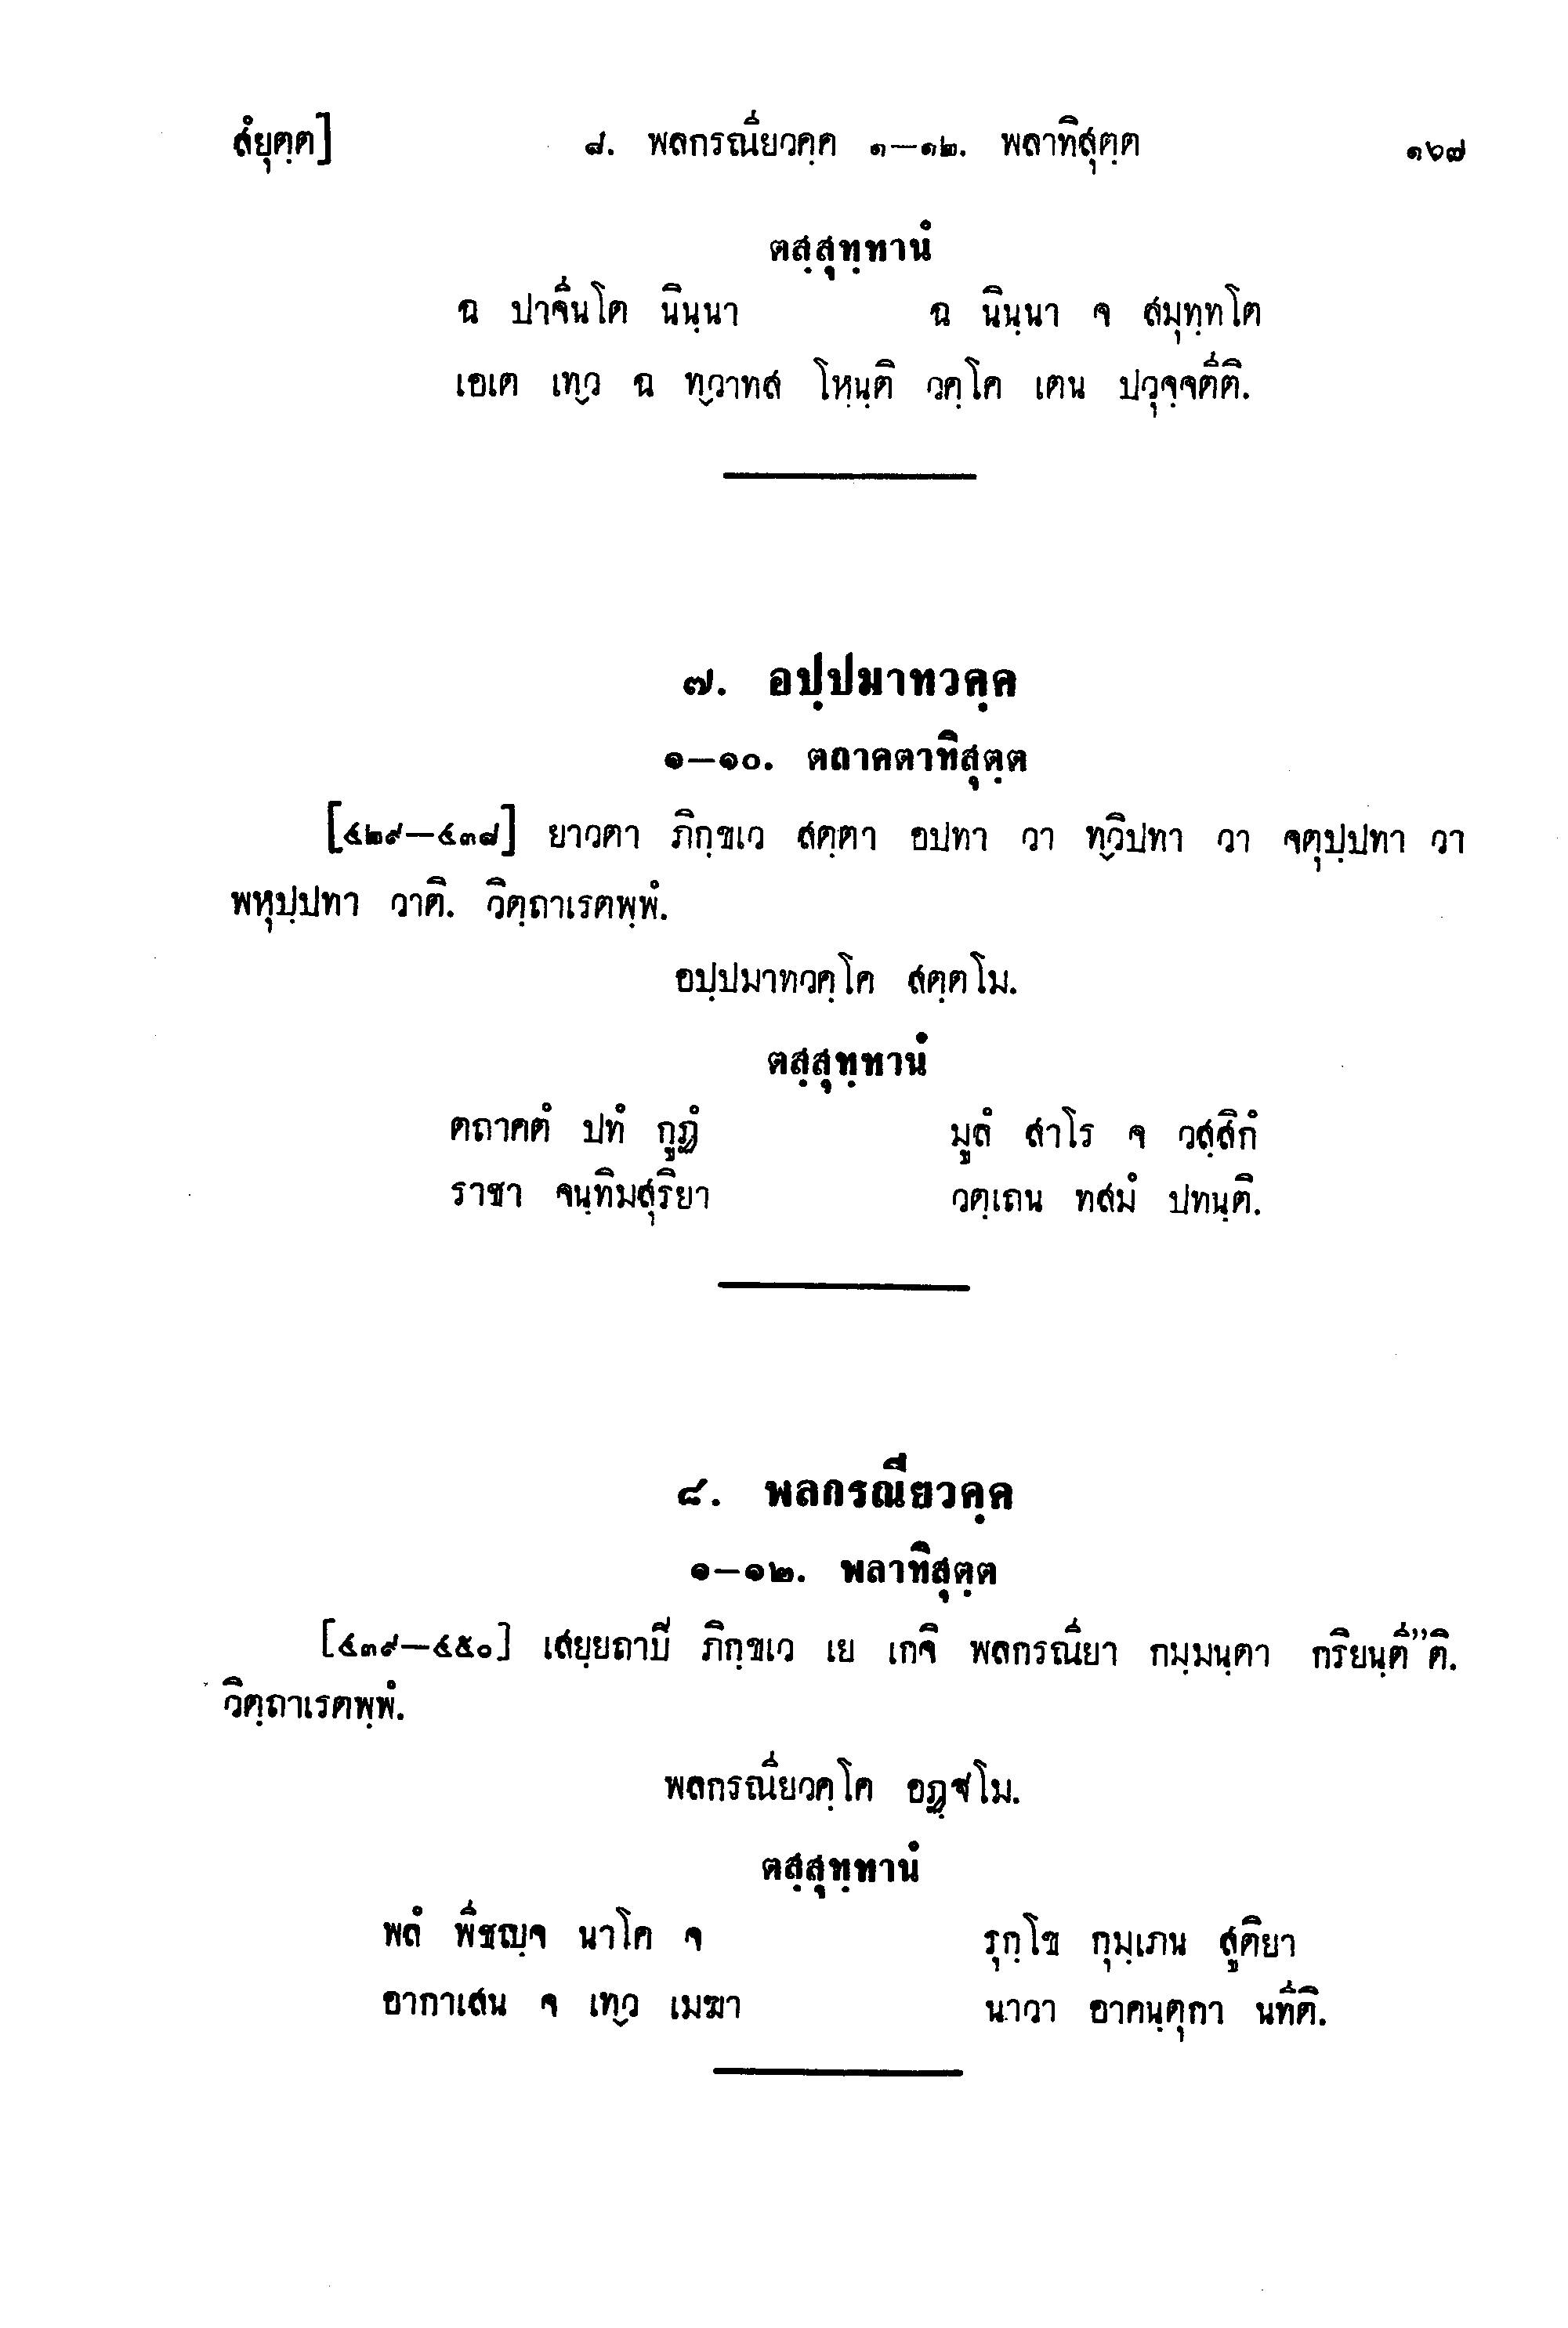 สํยุตฺต] ๘. พลกรณียวคฺค ๑—๑๒. พลาทิสุตฺต ๑๖๗
ตสฺสุทฺทานํ
ฉ ปาจีนโต นินฺนา ฉ นินฺนา จ สมุทฺทโต
เอเต เทฺว ฉ ทฺวาทส โหนฺติ วคฺโค เตน ปวุจฺจตีติ.
๗. อปฺปมาทวคฺค
๑—๑๐. ตถาคตาทิสุตฺต
[๔๒๙—๔๓๘] ยาวตา ภิกฺขเว สตฺตา อปทา วา ทฺวิปทา วา จตุปฺปทา วา
พหุปฺปทา วาติ. วิตฺถาเรตพฺพํ.
อปฺปมาทวคฺโค สตฺตโม.
ตสฺสุทฺทานํ
ตถาคตํ ปทํ กูฏํ มูลํ สาโร จ วสฺสิกํ
ราชา จนฺทิมสุริยา วตฺเถน ทสมํ ปทนฺติ.
๘. พลกรณียวคฺค
๑—๑๒. พลาทิสุตฺต
[๔๓๙—๔๕๐] เสยฺยถาปิ ภิกฺขเว เย เกจิ พลกรณียา กมฺมนฺตา กริยนฺตี”ติ.
วิตฺถาเรตพฺพํ.
พลกรณียวคฺโค อฏฺฐโม.
ตสฺสุทฺทานํ
พลํ พีชญฺจ นาโค จ รุกฺโข กุมฺเภน สูกิยา
อากาเสน จ เทฺว เมฆา นาวา อาคนฺตุกา นทีติ.